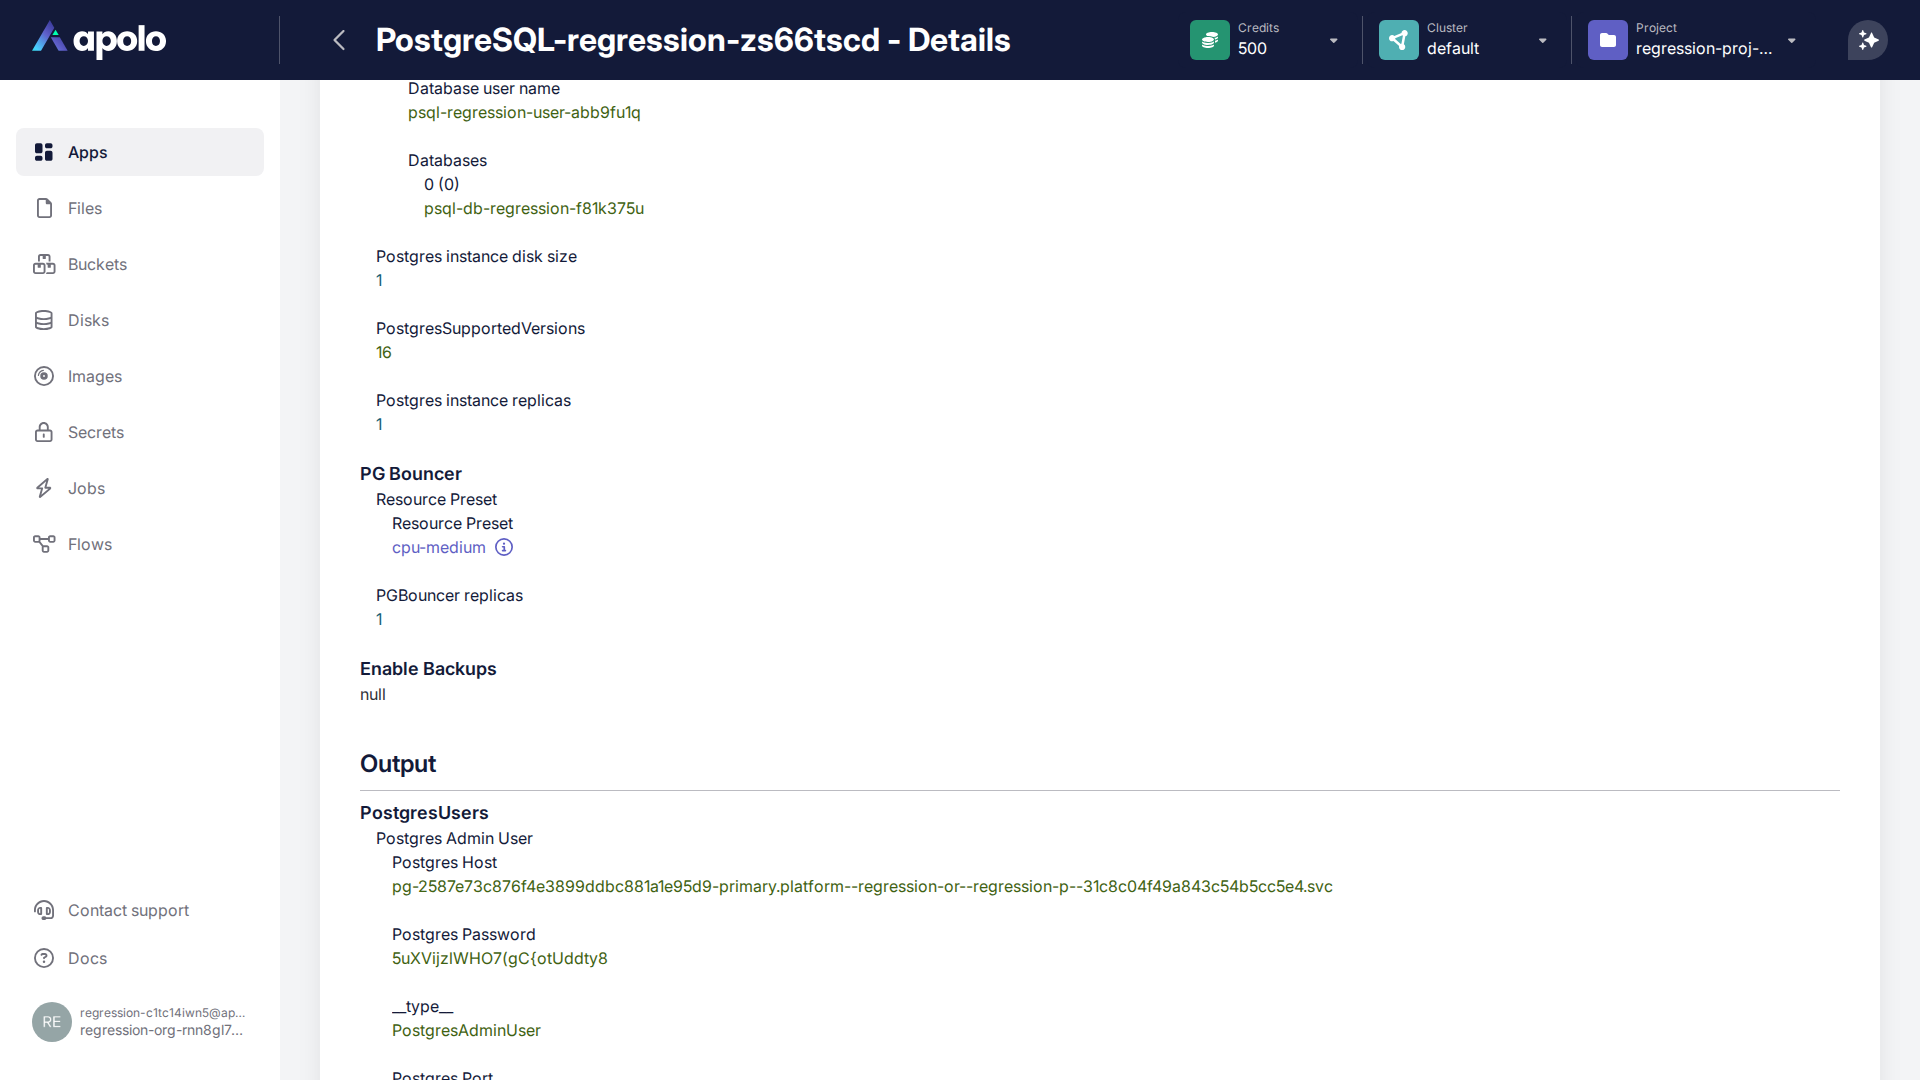 apolo
PostgreSQL-regression-zs66tscd - Details
Credits
500
Cluster
default
Project
regression-proj-...
Apps
Files
Buckets
Disks
Images
Secrets
Jobs
Flows
Contact support
Docs
RE
regression-c1tc14iwn5@ap...
regression-org-rnn8gl7...
Database user name
psql-regression-user-abb9fu1q
Databases
0 (0)
psql-db-regression-f81k375u
Postgres instance disk size
1
PostgresSupportedVersions
16
Postgres instance replicas
1
PG Bouncer
Resource Preset
Resource Preset
cpu-medium
PGBouncer replicas
1
Enable Backups
null
Output
PostgresUsers
Postgres Admin User
Postgres Host
pg-2587e73c876f4e3899ddbc881a1e95d9-primary.platform--regression-or--regression-p--31c8c04f49a843c54b5cc5e4.svc
Postgres Password
5uXVijzIWHO7(gC{otUddty8
__type__
PostgresAdminUser
Postgres Port